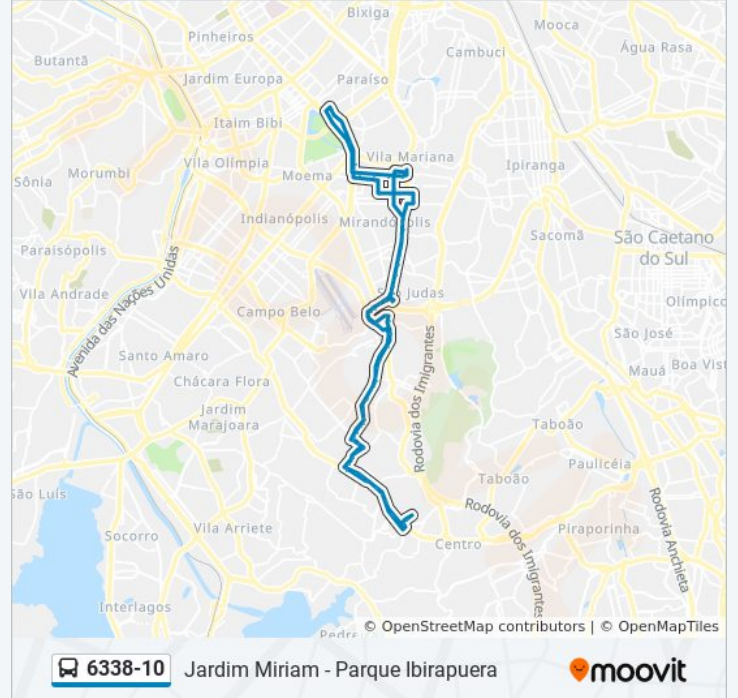 Bixiga
Mooca
Pinheiros
Cambuci
Água Rasa
Butantã
Jardim Europa
Paraíso
Itaim Bibi
Vila Mariana
Vila Olímpia
Ipiranga
Morumbi
Moema
Sônia
Indianópolis
Mirandópolis
Sacomã
São Caetano
do Sul
Paraisópolis
Vila Andrade
Avenida das Nações Unidas
São Judas
Olímpico
Campo Belo
São José
Santo Amaro
Mauá
Boa Vist
Chácara Flora
Rodovia dos Imigrantes
Jardim
Marajoara
Taboão
Paulicéia
São Luís
Taboão
Rodovia dos Imigrantes
Rodovia Anchieta
Vila Arriete
Piraporinha
Socorro
Centro
Interlagos
Pedre
© OpenStreetMap contributors | © OpenMapTiles
6338-10 Jardim Miriam - Parque Ibirapuera
moovit